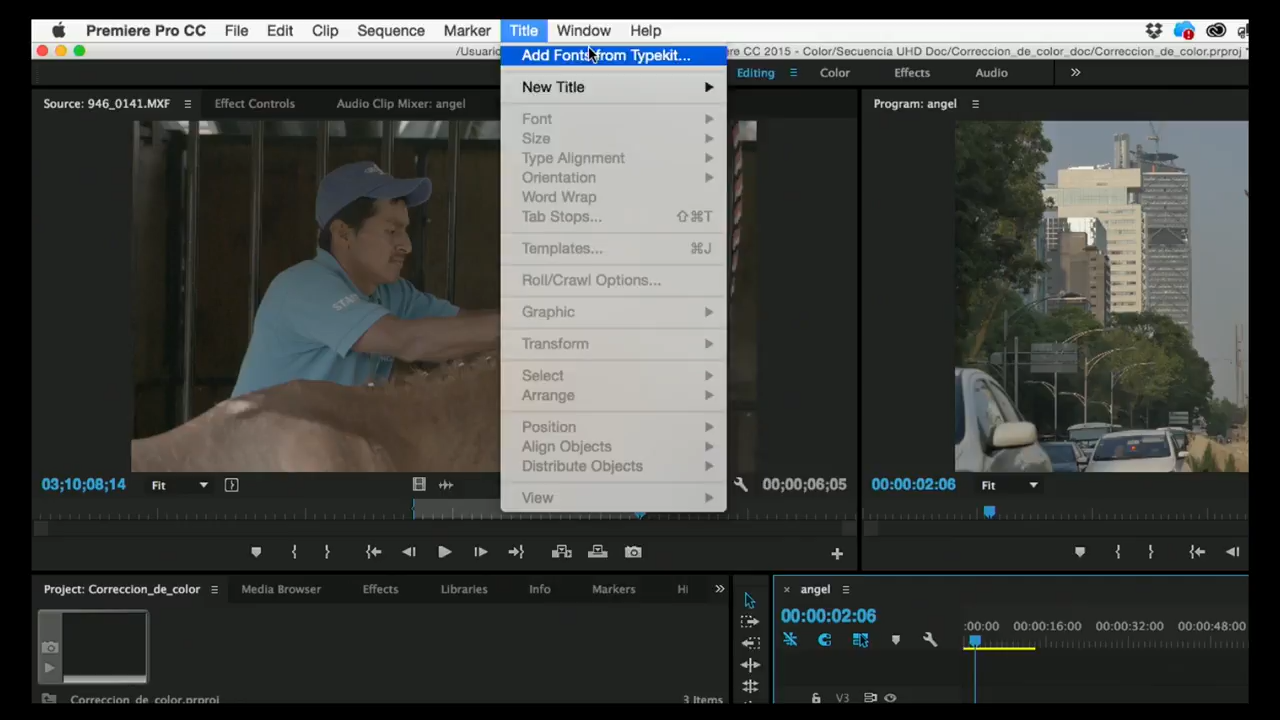 Premiere Pro CC File Edit Clip Sequence Marker Title Window Help
/Usuario
re CC 2015 - Color/Secuencia UHD Doc/Correccion_de_color_doc/Correccion_de_color.prproj *
Add Fonts from Typekit...
Editing Color Effects Audio
New Title
Source: 946_0141.MXF Effect Controls Audio Clip Mixer: angel
Program: angel
Font
Size
Type Alignment
Orientation
Word Wrap
Tab Stops... ⇧⌘T
Templates... ⌘J
Roll/Crawl Options...
Graphic
Transform
Select
Arrange
Position
Align Objects
Distribute Objects
View
STAFF
03;10;08;14 Fit 00;00;06;05
00:00:02:06 Fit
Project: Correccion_de_color Media Browser Effects Libraries Info Markers Hi
angel
00:00:02:06
:00:00 00:00:16:00 00:00:32:00 00:00:48:00
Correccion_de_color.prproj 3 Items
V3